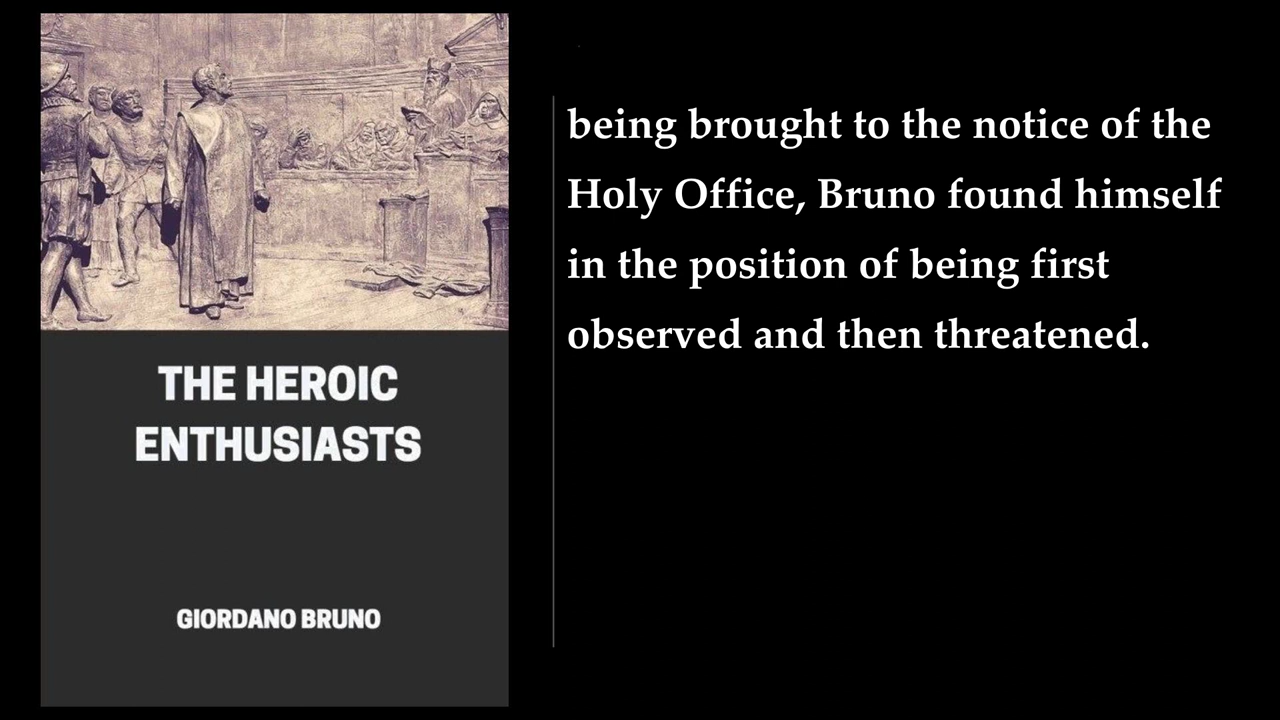 THE HEROIC
ENTHUSIASTS
GIORDANO BRUNO
being brought to the notice of the
Holy Office, Bruno found himself
in the position of being first
observed and then threatened.